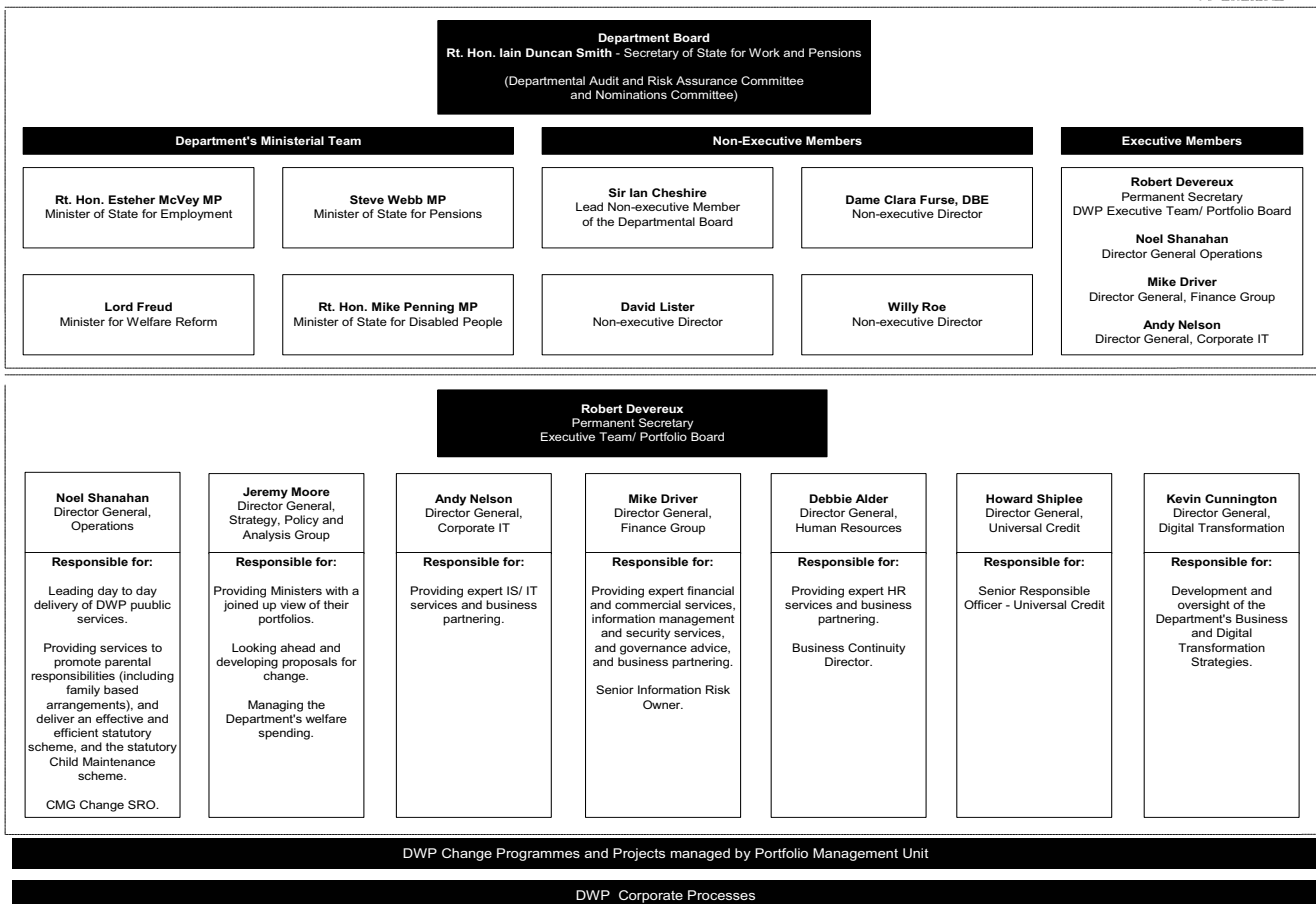 Department Board
Rt. Hon. Iain Duncan Smith - Secretary of State for Work and Pensions
(Departmental Audit and Risk Assurance Committee
and Nominations Committee)
Department's Ministerial Team
Non-Executive Members
Executive Members
Rt. Hon. Estеher McVey MP
Minister of State for Employment
Steve Webb MP
Minister of State for Pensions
Sir Ian Cheshire
Lead Non-executive Member
of the Departmental Board
Dame Clara Furse, DBE
Non-executive Director
Robert Devereux
Permanent Secretary
DWP Executive Team/ Portfolio Board
Noel Shanahan
Director General Operations
Mike Driver
Director General, Finance Group
Andy Nelson
Director General, Corporate IT
Lord Freud
Minister for Welfare Reform
Rt. Hon. Mike Penning MP
Minister of State for Disabled People
David Lister
Non-executive Director
Willy Roe
Non-executive Director
Robert Devereux
Permanent Secretary
Executive Team/ Portfolio Board
Noel Shanahan
Director General,
Operations
Responsible for:
Leading day to day
delivery of DWP puublic
services.
Providing services to
promote parental
responsibilities (including
family based
arrangements), and
deliver an effective and
efficient statutory
scheme, and the statutory
Child Maintenance
scheme.
CMG Change SRO.
Jeremy Moore
Director General,
Strategy, Policy and
Analysis Group
Responsible for:
Providing Ministers with a
joined up view of their
portfolios.
Looking ahead and
developing proposals for
change.
Managing the
Department's welfare
spending.
Andy Nelson
Director General,
Corporate IT
Responsible for:
Providing expert IS/ IT
services and business
partnering.
Mike Driver
Director General,
Finance Group
Responsible for:
Providing expert financial
and commercial services,
information management
and security services,
and governance advice,
and business partnering.
Senior Information Risk
Owner.
Debbie Alder
Director General,
Human Resources
Responsible for:
Providing expert HR
services and business
partnering.
Business Continuity
Director.
Howard Shiplee
Director General,
Universal Credit
Responsible for:
Senior Responsible
Officer - Universal Credit
Kevin Cunnington
Director General,
Digital Transformation
Responsible for:
Development and
oversight of the
Department's Business
and Digital
Transformation
Strategies.
DWP Change Programmes and Projects managed by Portfolio Management Unit
DWP Corporate Processes